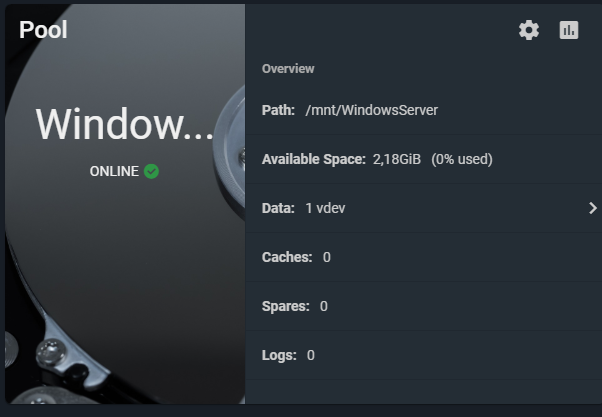 Pool
Window...
ONLINE
Overview
Path: /mnt/WindowsServer
Available Space: 2,18GiB (0% used)
Data: 1 vdev
Caches: 0
Spares: 0
Logs: 0